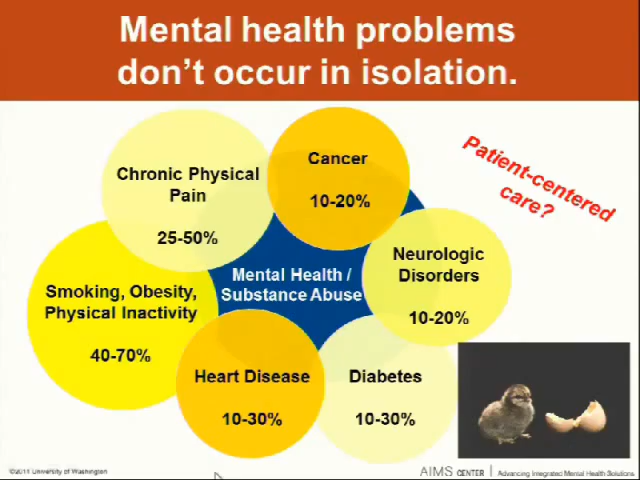 Mental health problems
don't occur in isolation.
Patient-centered
care?
Cancer
10-20%
Chronic Physical
Pain
25-50%
Neurologic
Disorders
10-20%
Mental Health /
Substance Abuse
Smoking, Obesity,
Physical Inactivity
40-70%
Heart Disease
10-30%
Diabetes
10-30%
©2011 University of Washington
AIMS CENTER | Advancing Integrated Mental Health Solutions